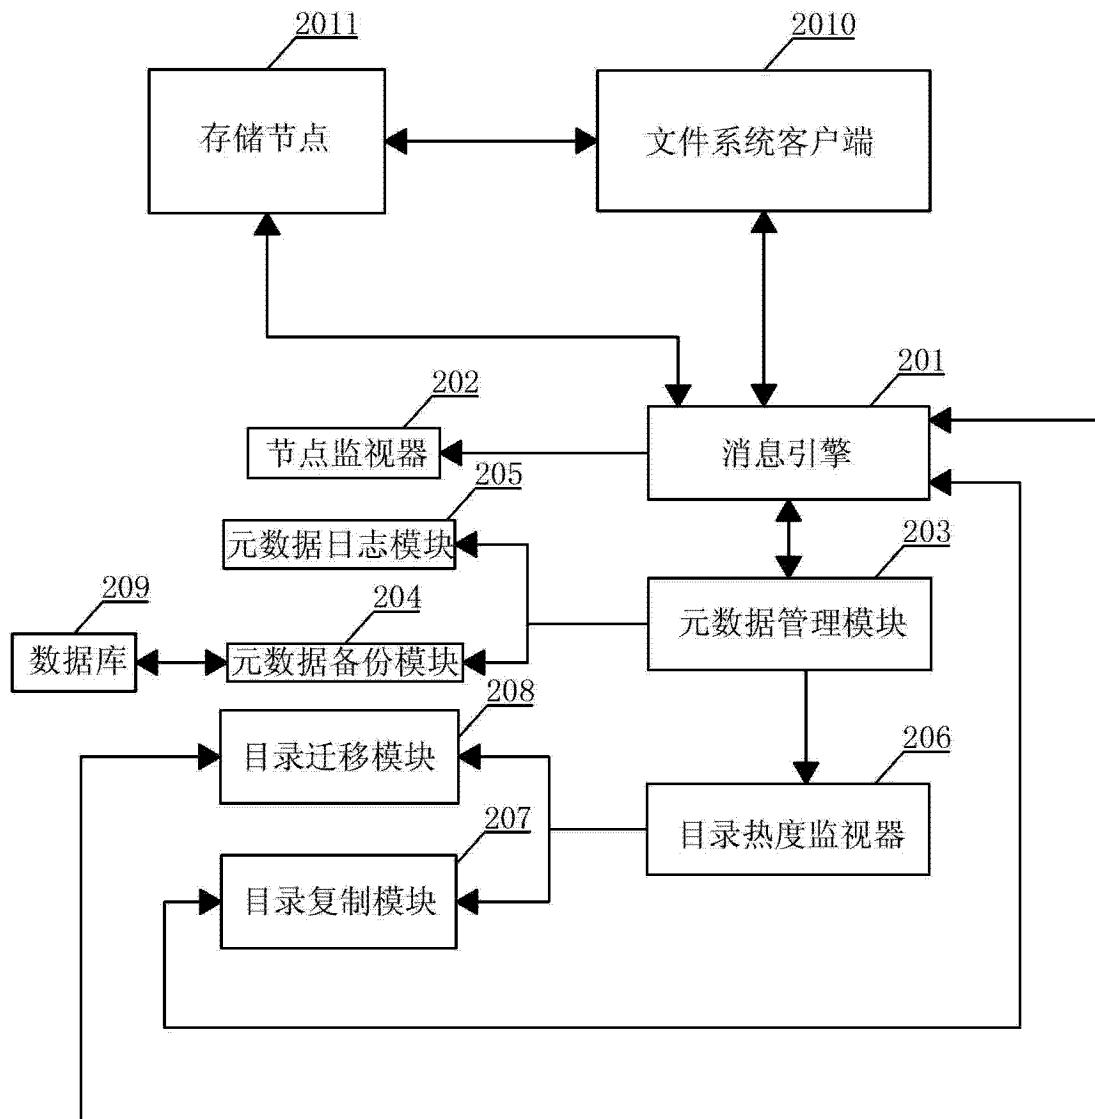 2011
2010
存储节点
文件系统客户端
202
201
节点监视器
消息引擎
205
203
元数据日志模块
209
204
元数据管理模块
数据库
元数据备份模块
208
206
目录迁移模块
207
目录热度监视器
目录复制模块